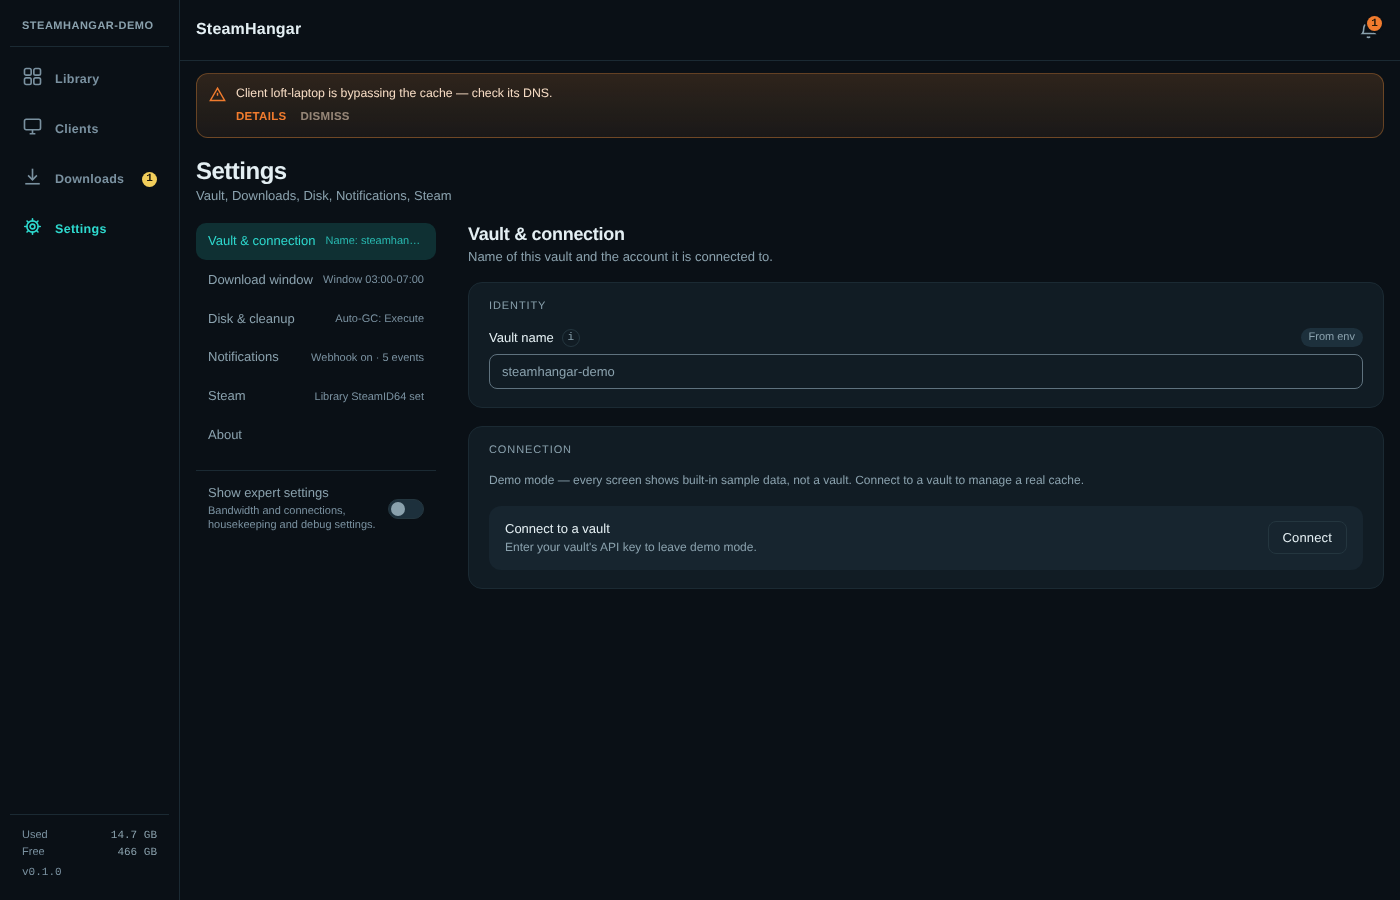 STEAMHANGAR-DEMO
Library
Clients
Downloads 1
Settings
Used 14.7 GB
Free 466 GB
v0.1.0
SteamHangar
1
Client loft-laptop is bypassing the cache — check its DNS.
DETAILS DISMISS
Settings
Vault, Downloads, Disk, Notifications, Steam
Vault & connection Name: steamhan…
Download window Window 03:00-07:00
Disk & cleanup Auto-GC: Execute
Notifications Webhook on · 5 events
Steam Library SteamID64 set
About
Show expert settings
Bandwidth and connections,
housekeeping and debug settings.
Vault & connection
Name of this vault and the account it is connected to.
IDENTITY
Vault name i From env
steamhangar-demo
CONNECTION
Demo mode — every screen shows built-in sample data, not a vault. Connect to a vault to manage a real cache.
Connect to a vault
Enter your vault's API key to leave demo mode.
Connect